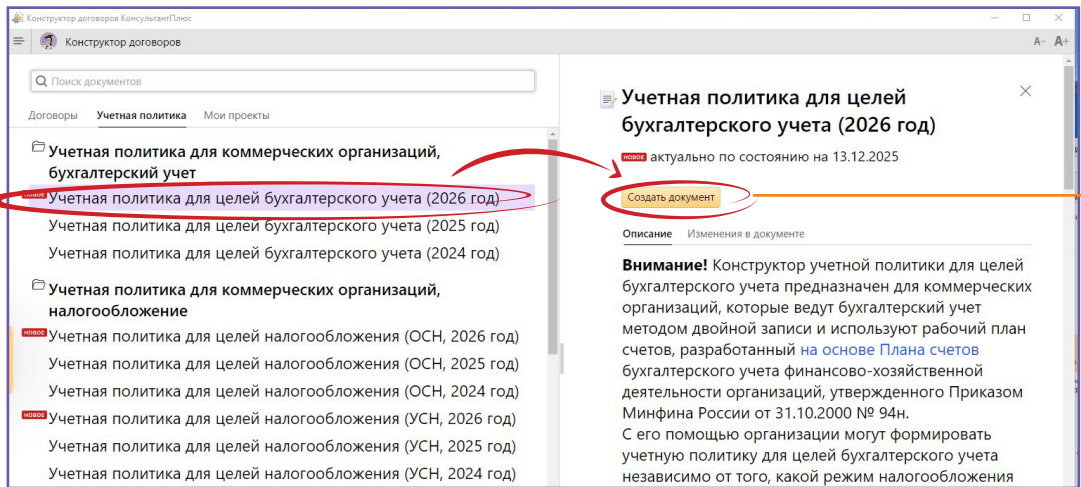 Конструктор договоров КонсультантПлюс
Конструктор договоров
A− A+
Поиск документов
Договоры Учетная политика Мои проекты
Учетная политика для коммерческих организаций,
бухгалтерский учет
НОВОЕ Учетная политика для целей бухгалтерского учета (2026 год)
Учетная политика для целей бухгалтерского учета (2025 год)
Учетная политика для целей бухгалтерского учета (2024 год)
Учетная политика для коммерческих организаций,
налогообложение
НОВОЕ Учетная политика для целей налогообложения (ОСН, 2026 год)
Учетная политика для целей налогообложения (ОСН, 2025 год)
Учетная политика для целей налогообложения (ОСН, 2024 год)
НОВОЕ Учетная политика для целей налогообложения (УСН, 2026 год)
Учетная политика для целей налогообложения (УСН, 2025 год)
Учетная политика для целей налогообложения (УСН, 2024 год)
Учетная политика для целей
бухгалтерского учета (2026 год)
НОВОЕ актуально по состоянию на 13.12.2025
Создать документ
Описание Изменения в документе
Внимание! Конструктор учетной политики для целей
бухгалтерского учета предназначен для коммерческих
организаций, которые ведут бухгалтерский учет
методом двойной записи и используют рабочий план
счетов, разработанный на основе Плана счетов
бухгалтерского учета финансово-хозяйственной
деятельности организаций, утвержденного Приказом
Минфина России от 31.10.2000 № 94н.
С его помощью организации могут формировать
учетную политику для целей бухгалтерского учета
независимо от того, какой режим налогообложения